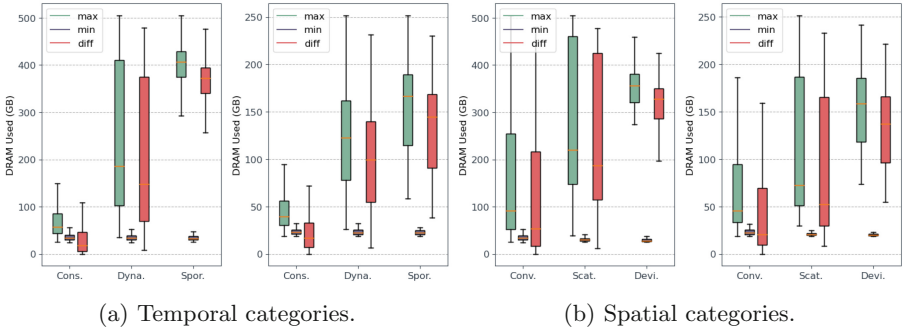 max
min
diff
DRAM Used (GB)
500
400
300
200
100
0
Cons.
Dyna.
Spor.
max
min
diff
DRAM Used (GB)
250
200
150
100
50
0
Cons.
Dyna.
Spor.
(a) Temporal categories.
max
min
diff
DRAM Used (GB)
500
400
300
200
100
0
Conv.
Scat.
Devi.
max
min
diff
DRAM Used (GB)
250
200
150
100
50
0
Conv.
Scat.
Devi.
(b) Spatial categories.